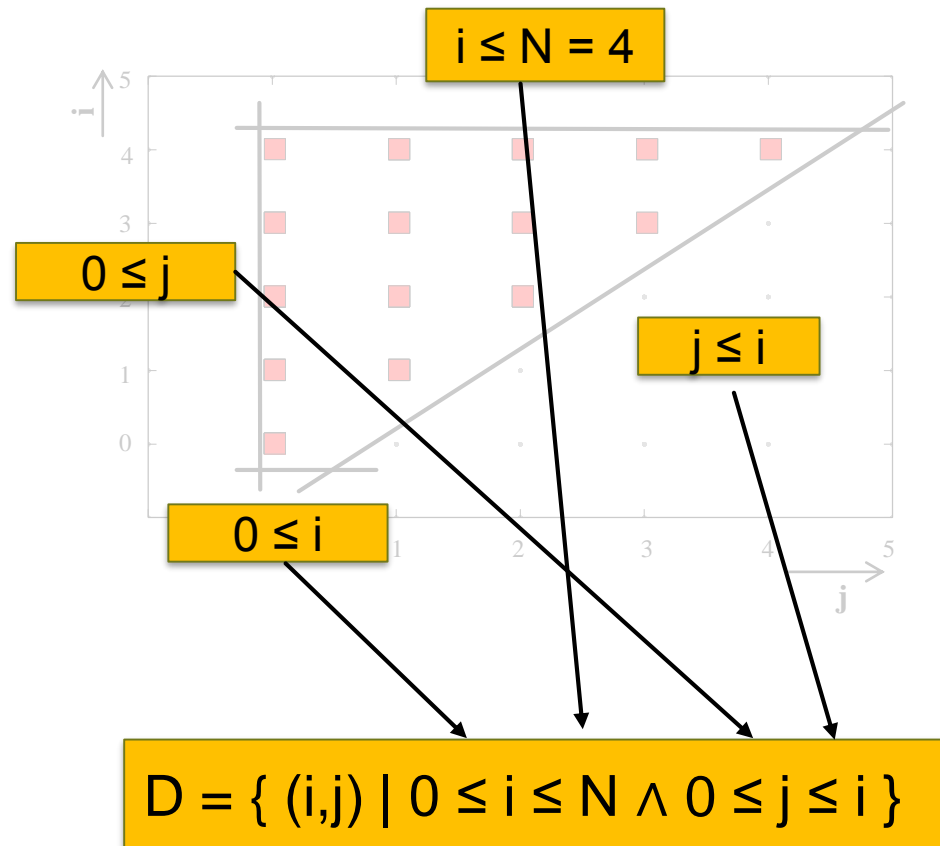 i ≤ N = 4
5
i
4
3
0 ≤ j
2
j ≤ i
1
0
0 ≤ i
1 2 3 4 5
j
D = { (i,j) | 0 ≤ i ≤ N ∧ 0 ≤ j ≤ i }